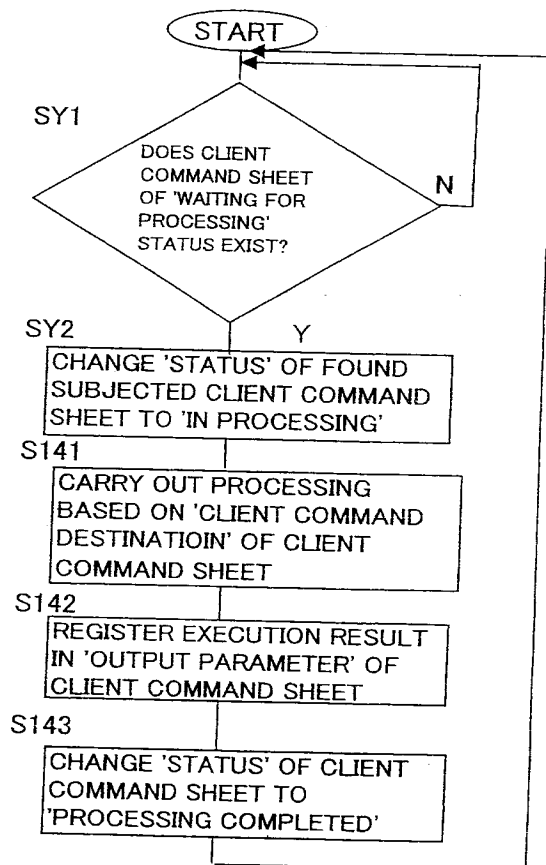 START
SY1
DOES CLIENT
COMMAND SHEET
OF 'WAITING FOR
PROCESSING'
STATUS EXIST?
N
SY2
Y
CHANGE 'STATUS' OF FOUND
SUBJECTED CLIENT COMMAND
SHEET TO 'IN PROCESSING'
S141
CARRY OUT PROCESSING
BASED ON 'CLIENT COMMAND
DESTINATIOIN' OF CLIENT
COMMAND SHEET
S142
REGISTER EXECUTION RESULT
IN 'OUTPUT PARAMETER' OF
CLIENT COMMAND SHEET
S143
CHANGE 'STATUS' OF CLIENT
COMMAND SHEET TO
'PROCESSING COMPLETED'